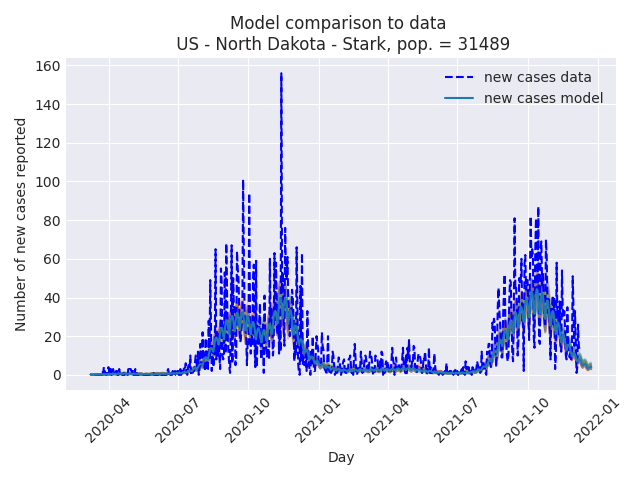 Model comparison to data
US - North Dakota - Stark, pop. = 31489
new cases data
new cases model
Number of new cases reported
160
140
120
100
80
60
40
20
0
2020-04
2020-07
2020-10
2021-01
2021-04
2021-07
2021-10
2022-01
Day